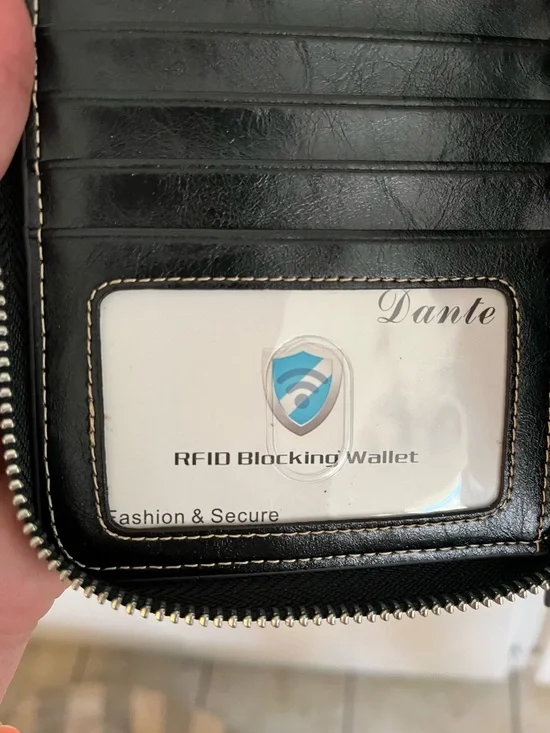 Dante
RFID Blocking Wallet
Fashion & Secure